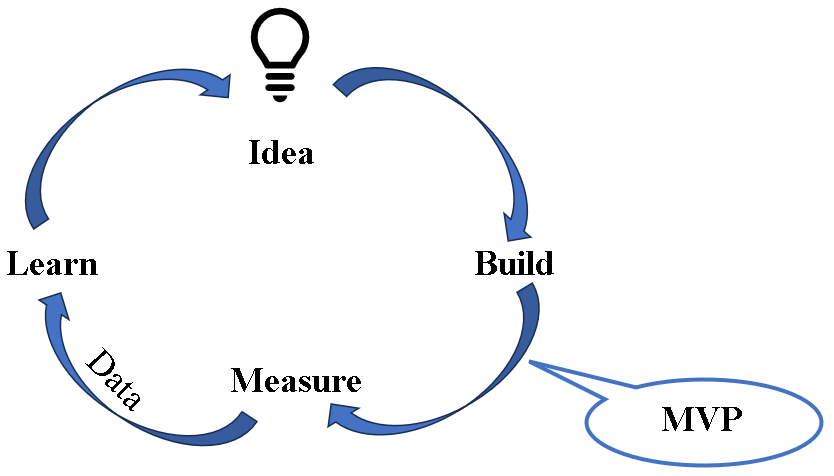 Idea
Learn
Build
Data
Measure
MVP